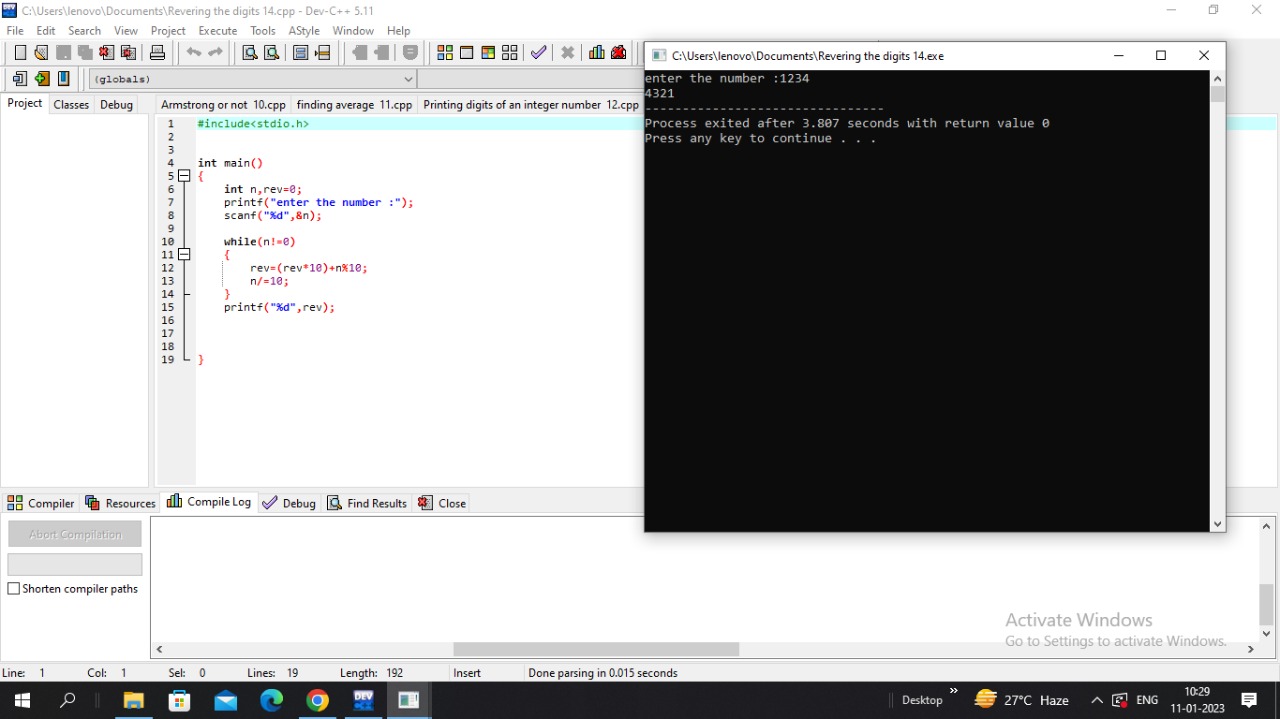 C:\Users\lenovo\Documents\Revering the digits 14.cpp - Dev-C++ 5.11
File Edit Search View Project Execute Tools AStyle Window Help
(globals)
Project Classes Debug
Armstrong or not 10.cpp finding average 11.cpp Printing digits of an integer number 12.cpp
1 #include<stdio.h>
2
3
4 int main()
5 {
6 int n,rev=0;
7 printf("enter the number :");
8 scanf("%d",&n);
9
10 while(n!=0)
11 {
12 rev=(rev*10)+n%10;
13 n/=10;
14 }
15 printf("%d",rev);
16
17
18
19 }
C:\Users\lenovo\Documents\Revering the digits 14.exe
enter the number :1234
4321
--------------------------------
Process exited after 3.807 seconds with return value 0
Press any key to continue . . .
Compiler Resources Compile Log Debug Find Results Close
Abort Compilation
Shorten compiler paths
Activate Windows
Go to Settings to activate Windows.
Line: 1 Col: 1 Sel: 0 Lines: 19 Length: 192 Insert Done parsing in 0.015 seconds
DEV
Desktop » 27°C Haze ENG 10:29
11-01-2023